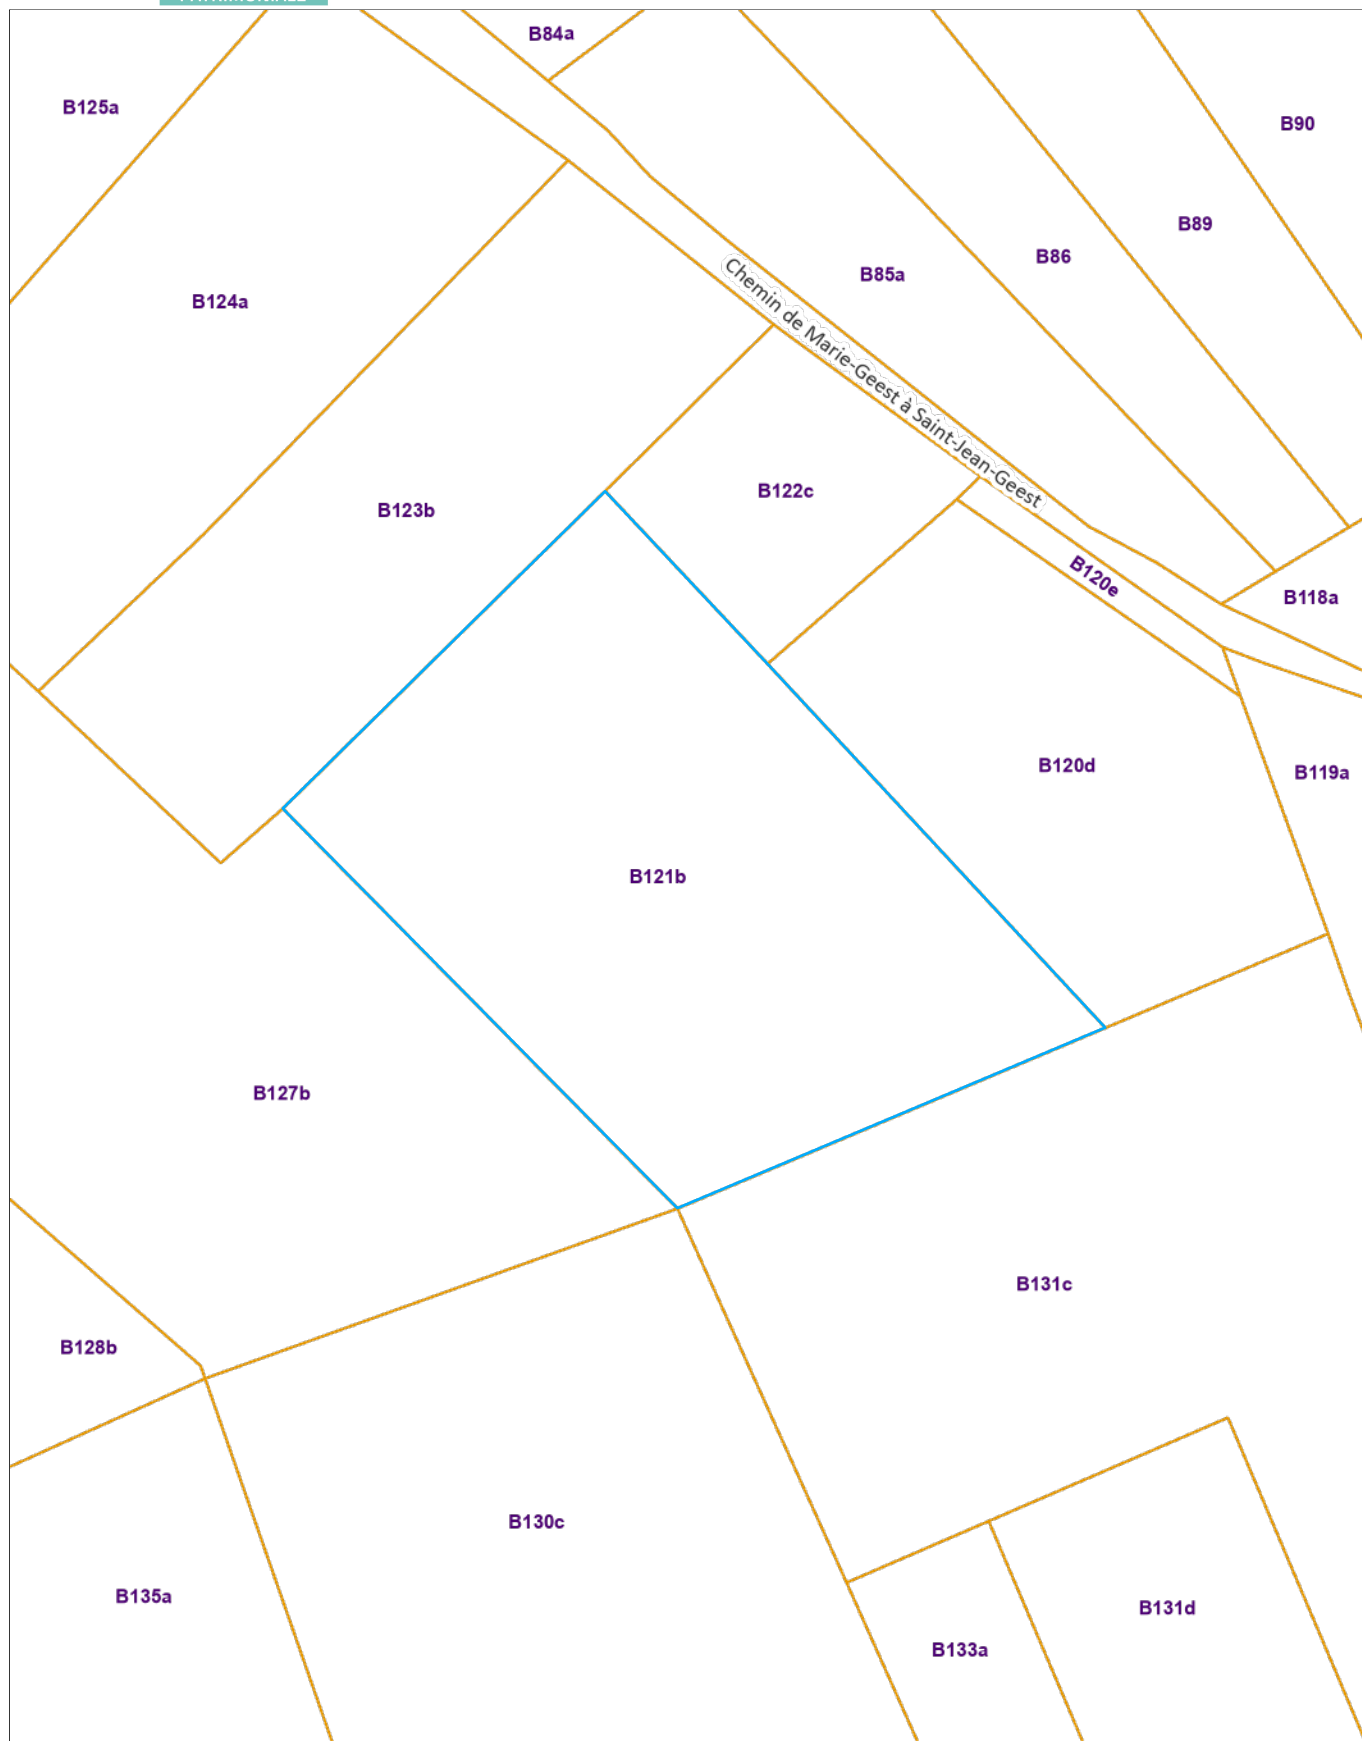 B84a
B125a
B90
B89
B86
B85a
B124a
Chemin de Marie-Geest à Saint-Jean-Geest
B122c
B123b
B120e
B118a
B120d
B119a
B121b
B127b
B131c
B128b
B130c
B135a
B131d
B133a